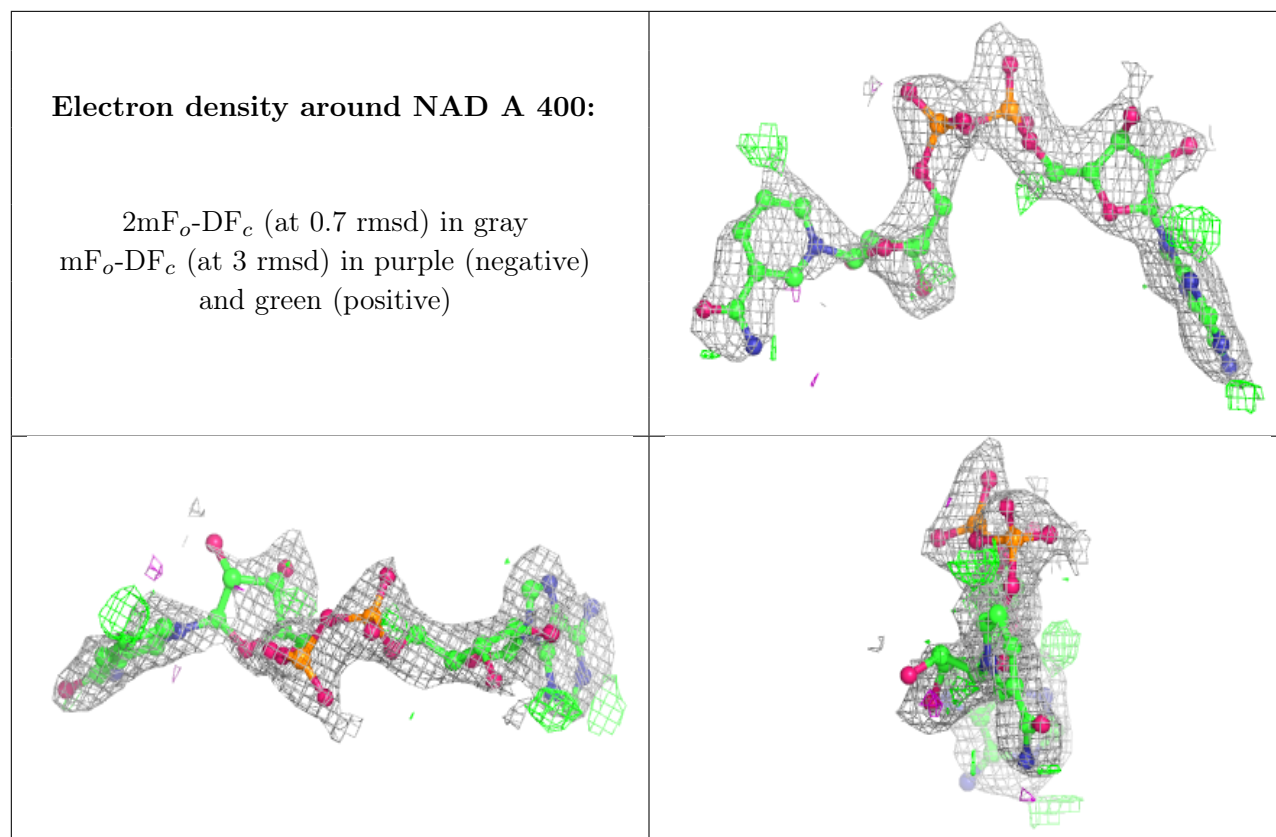 Electron density around NAD A 400:
2mFo-DFc (at 0.7 rmsd) in gray
mFo-DFc (at 3 rmsd) in purple (negative)
and green (positive)